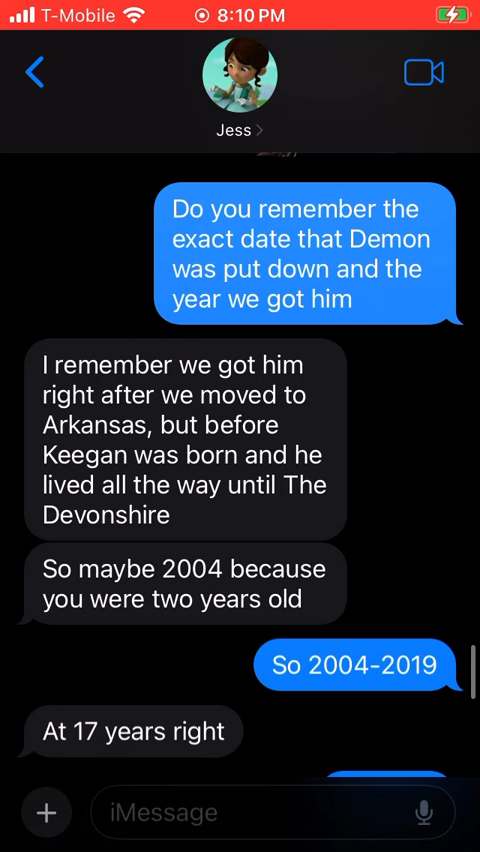 T-Mobile 8:10 PM
Jess
Do you remember the
exact date that Demon
was put down and the
year we got him
I remember we got him
right after we moved to
Arkansas, but before
Keegan was born and he
lived all the way until The
Devonshire
So maybe 2004 because
you were two years old
So 2004-2019
At 17 years right
iMessage